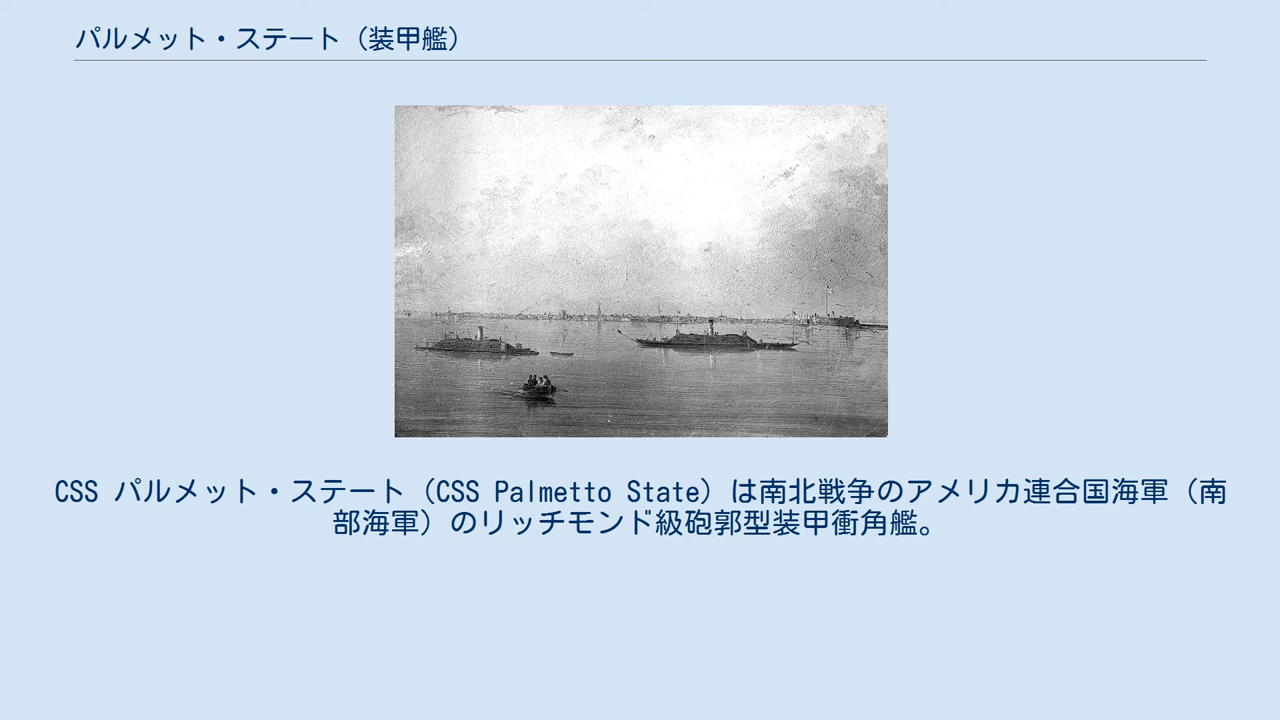 パルメット・ステート（装甲艦）
CSS パルメット・ステート（CSS Palmetto State）は南北戦争のアメリカ連合国海軍（南
部海軍）のリッチモンド級砲郭型装甲衝角艦。